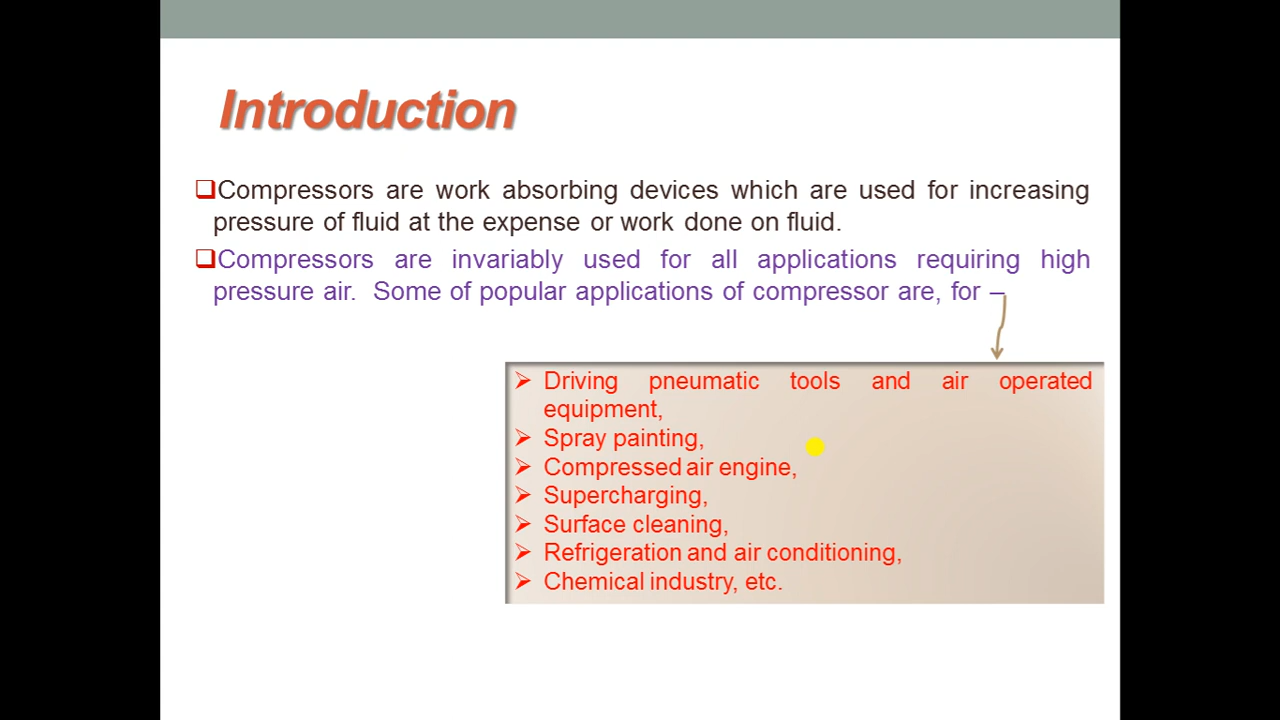 Introduction
Compressors are work absorbing devices which are used for increasing
pressure of fluid at the expense or work done on fluid.
Compressors are invariably used for all applications requiring high
pressure air. Some of popular applications of compressor are, for –
Driving pneumatic tools and air operated
equipment,
Spray painting,
Compressed air engine,
Supercharging,
Surface cleaning,
Refrigeration and air conditioning,
Chemical industry, etc.